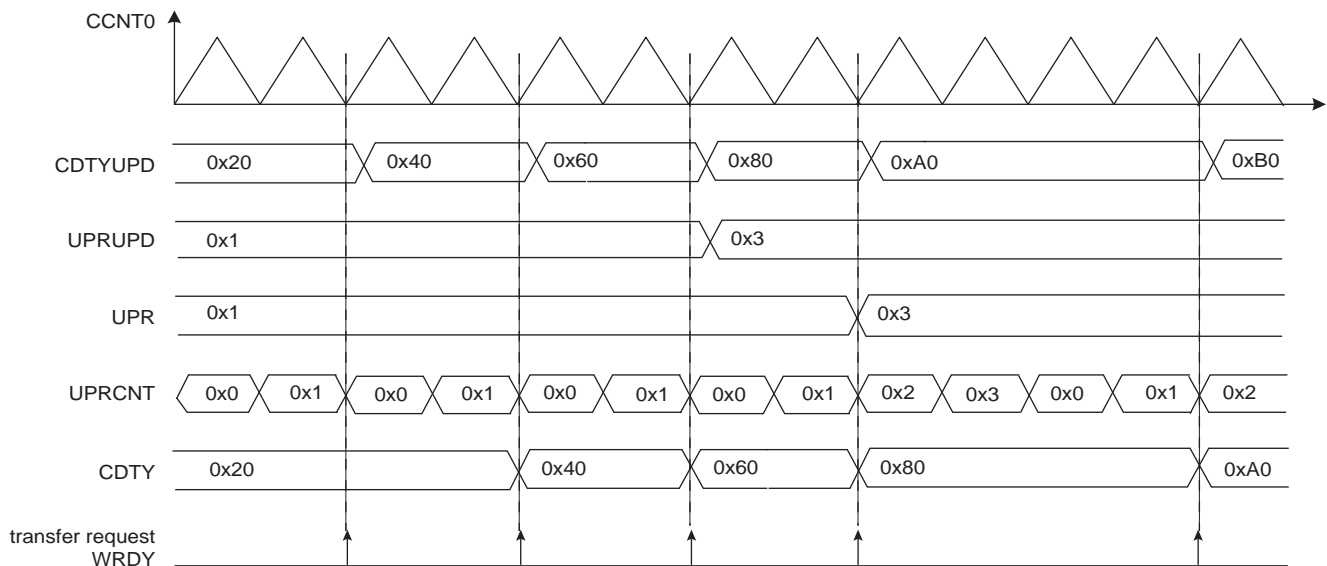 CCNT0
CDTYUPD 0x20 0x40 0x60 0x80 0xA0 0xB0
UPRUPD 0x1 0x3
UPR 0x1 0x3
UPRCNT 0x0 0x1 0x0 0x1 0x0 0x1 0x0 0x1 0x2 0x3 0x0 0x1 0x2
CDTY 0x20 0x40 0x60 0x80 0xA0
transfer request
WRDY